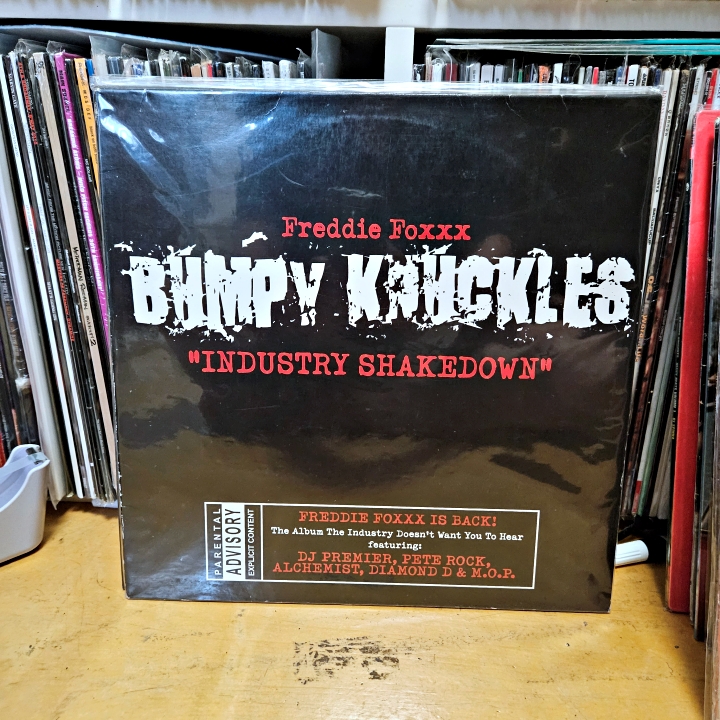 Freddie Foxxx
BUMPY KNUCKLES
"INDUSTRY SHAKEDOWN"
PARENTAL
ADVISORY
EXPLICIT CONTENT
FREDDIE FOXXX IS BACK!
The Album The Industry Doesn't Want You To Hear
featuring:
DJ PREMIER, PETE ROCK,
ALCHEMIST, DIAMOND D & M.O.P.